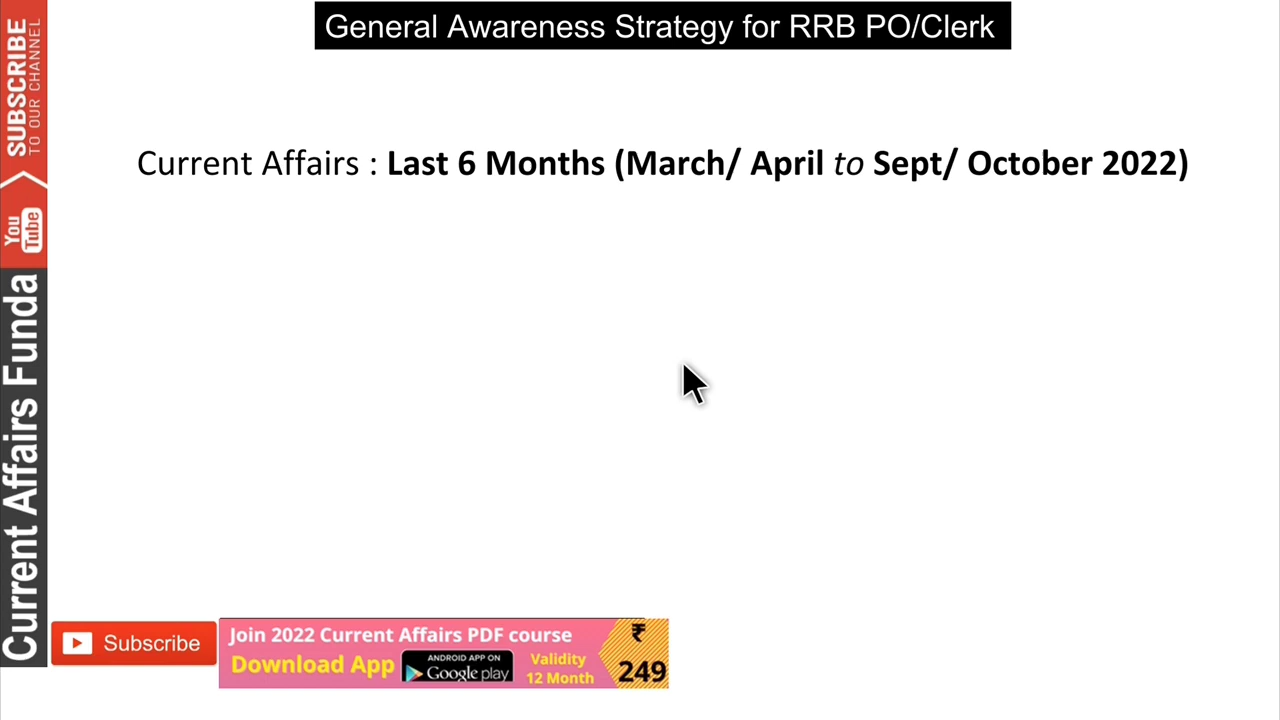 General Awareness Strategy for RRB PO/Clerk
Current Affairs : Last 6 Months (March/ April to Sept/ October 2022)
SUBSCRIBE
TO OUR CHANNEL
You
Tube
Current Affairs Funda
Subscribe
Join 2022 Current Affairs PDF course
Download App
ANDROID APP ON
Google play
Validity
12 Month
₹
249